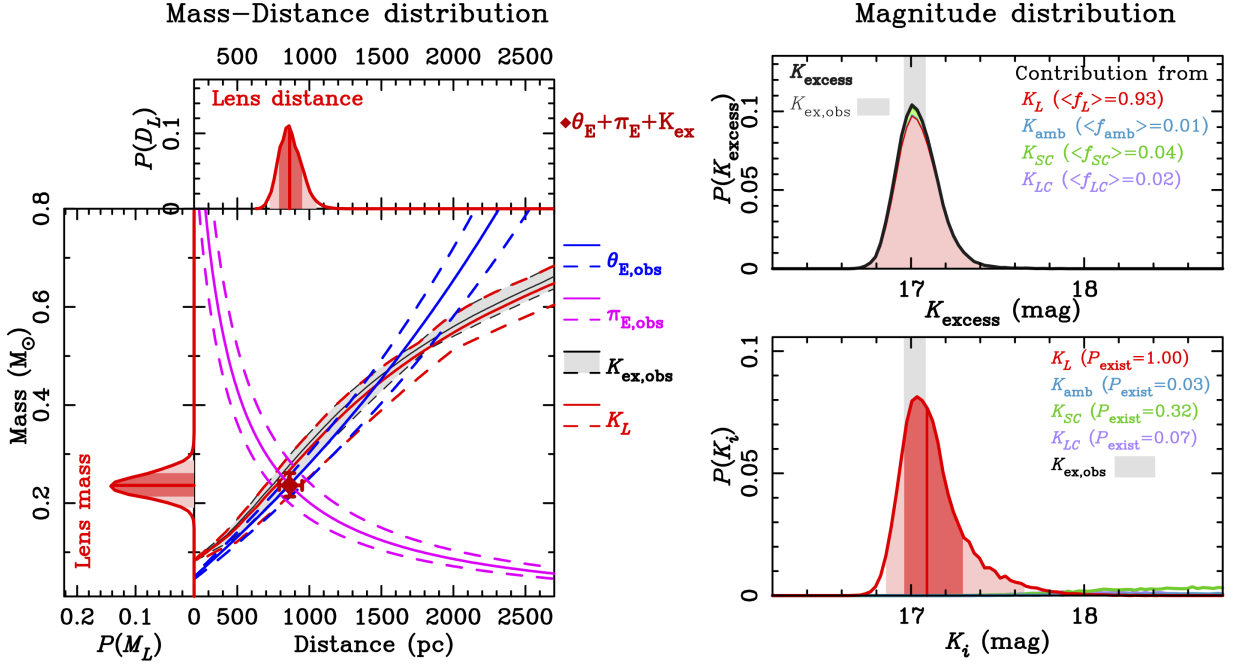 Mass−Distance distribution
Magnitude distribution
500 1000 1500 2000 2500
Lens distance
P(D_L)
0 0.1
◆θ_E+π_E+K_ex
Mass (M_⊙)
0.2 0.4 0.6 0.8
Lens mass
0.2 0.1
P(M_L)
0 500 1000 1500 2000 2500
Distance (pc)
θ_E,obs
π_E,obs
K_ex,obs
K_L
K_excess
K_ex,obs
Contribution from
K_L (<f_L>=0.93)
K_amb (<f_amb>=0.01)
K_SC (<f_SC>=0.04)
K_LC (<f_LC>=0.02)
P(K_excess)
0 0.05 0.1
17 18
K_excess (mag)
K_L (P_exist=1.00)
K_amb (P_exist=0.03)
K_SC (P_exist=0.32)
K_LC (P_exist=0.07)
K_ex,obs
P(K_i)
0 0.05 0.1
17 18
K_i (mag)